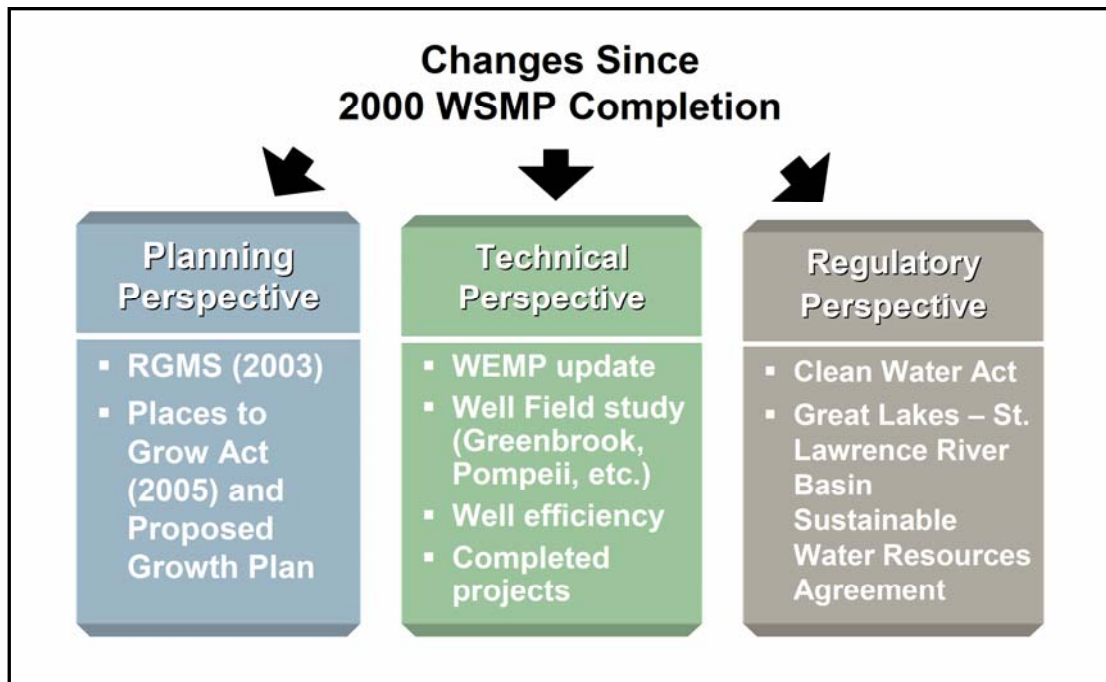 Changes Since
2000 WSMP Completion
Planning
Perspective
▪ RGMS (2003)
▪ Places to
Grow Act
(2005) and
Proposed
Growth Plan
Technical
Perspective
▪ WEMP update
▪ Well Field study
(Greenbrook,
Pompeii, etc.)
▪ Well efficiency
▪ Completed
projects
Regulatory
Perspective
▪ Clean Water Act
▪ Great Lakes – St.
Lawrence River
Basin
Sustainable
Water Resources
Agreement